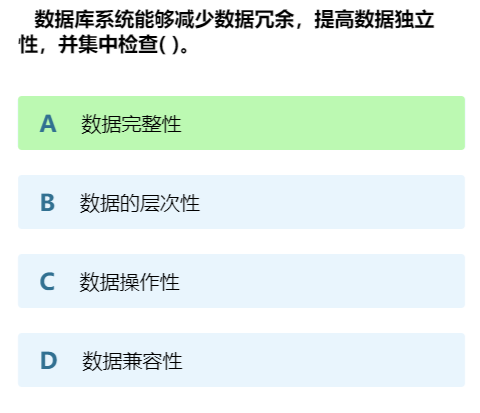 数据库系统能够减少数据冗余，提高数据独立
性，并集中检查( )。
A 数据完整性
B 数据的层次性
C 数据操作性
D 数据兼容性